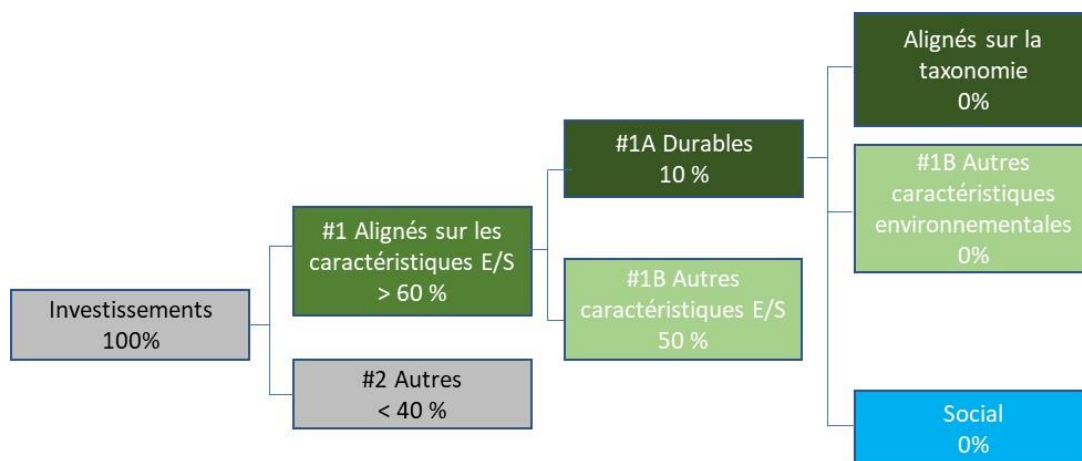 Investissements
100%
#1 Alignés sur les
caractéristiques E/S
> 60 %
#2 Autres
< 40 %
#1A Durables
10 %
#1B Autres
caractéristiques E/S
50 %
Alignés sur la
taxonomie
0%
#1B Autres
caractéristiques
environnementales
0%
Social
0%